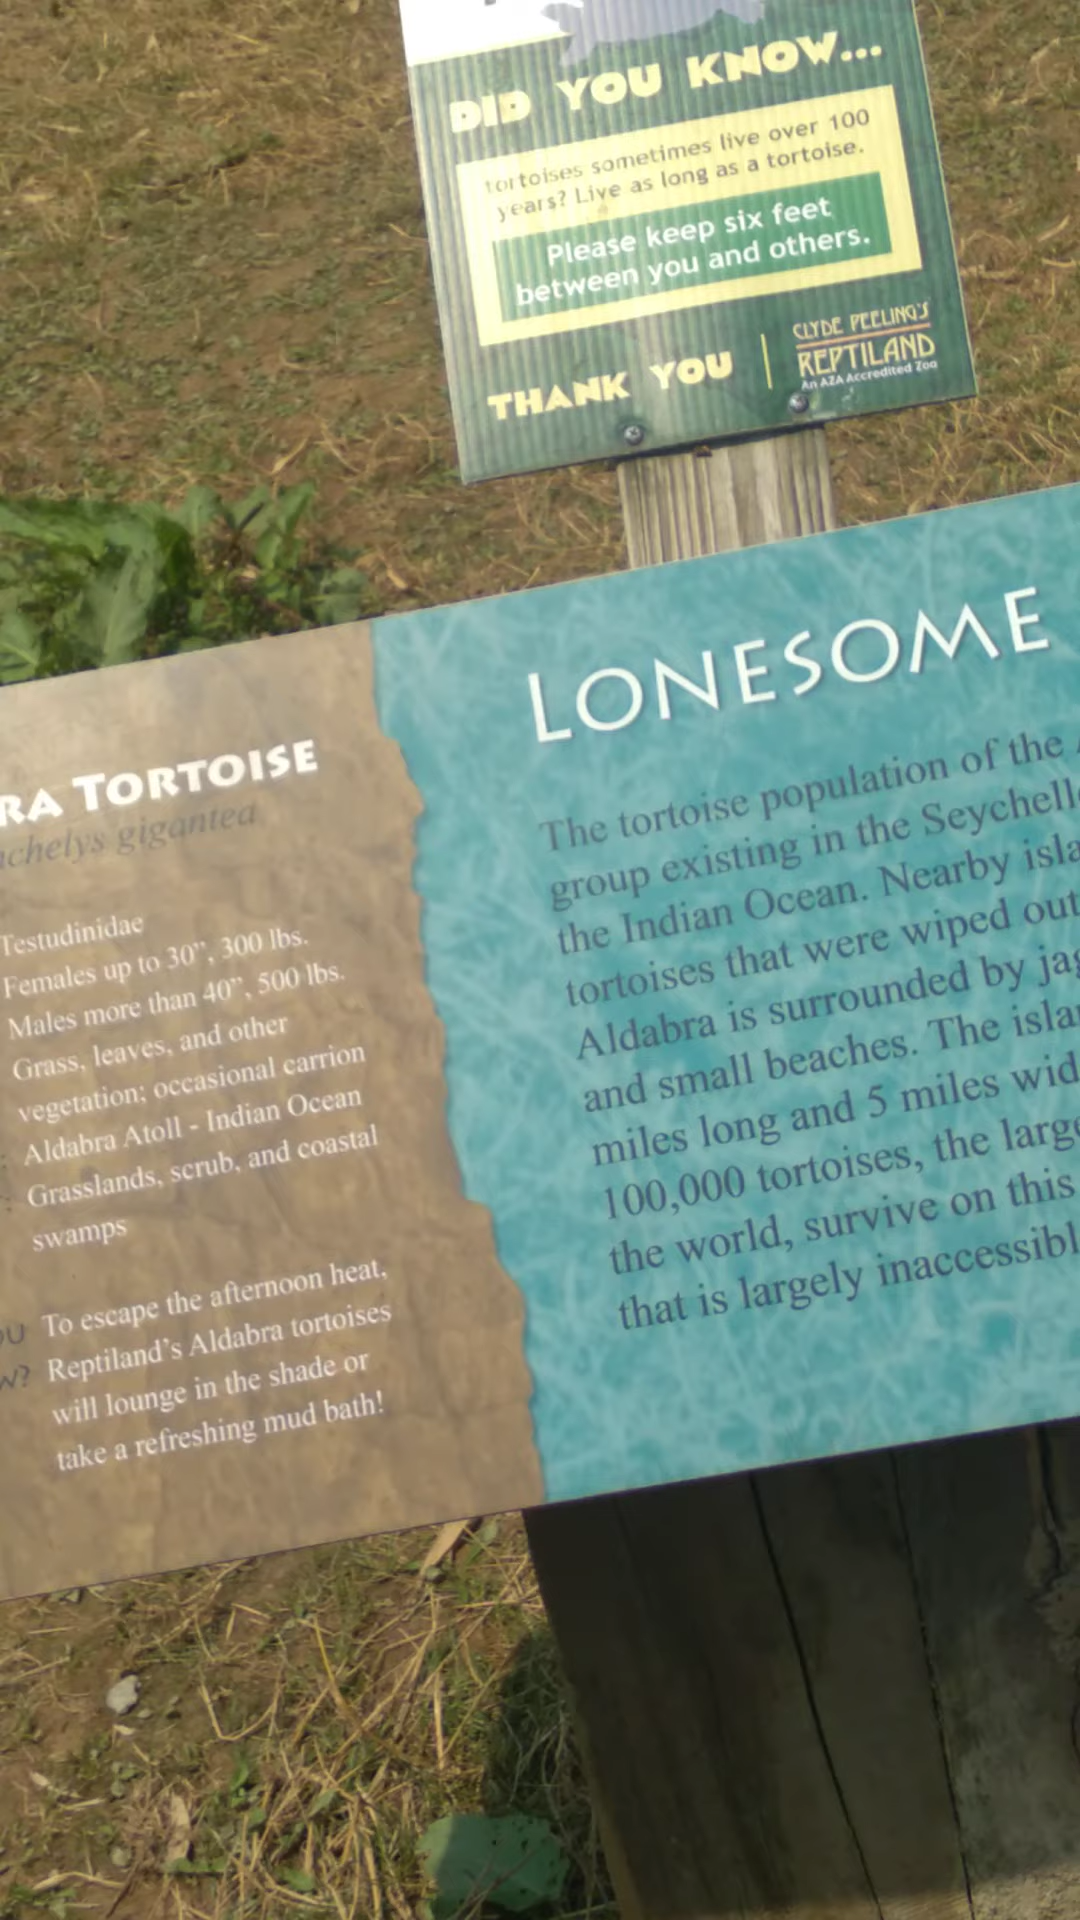 DID YOU KNOW...
tortoises sometimes live over 100
years? Live as long as a tortoise.
Please keep six feet
between you and others.
THANK YOU
CLYDE PEELING'S
REPTILAND
An AZA Accredited Zoo
LONESOME
The tortoise population of the A
group existing in the Seychell
the Indian Ocean. Nearby isla
tortoises that were wiped out
Aldabra is surrounded by jag
and small beaches. The islan
miles long and 5 miles wid
100,000 tortoises, the large
the world, survive on this
that is largely inaccessibl
RA TORTOISE
chelys gigantea
Testudinidae
Females up to 30”, 300 lbs.
Males more than 40”, 500 lbs.
Grass, leaves, and other
vegetation; occasional carrion
Aldabra Atoll - Indian Ocean
Grasslands, scrub, and coastal
swamps
OU
W?
To escape the afternoon heat,
Reptiland’s Aldabra tortoises
will lounge in the shade or
take a refreshing mud bath!